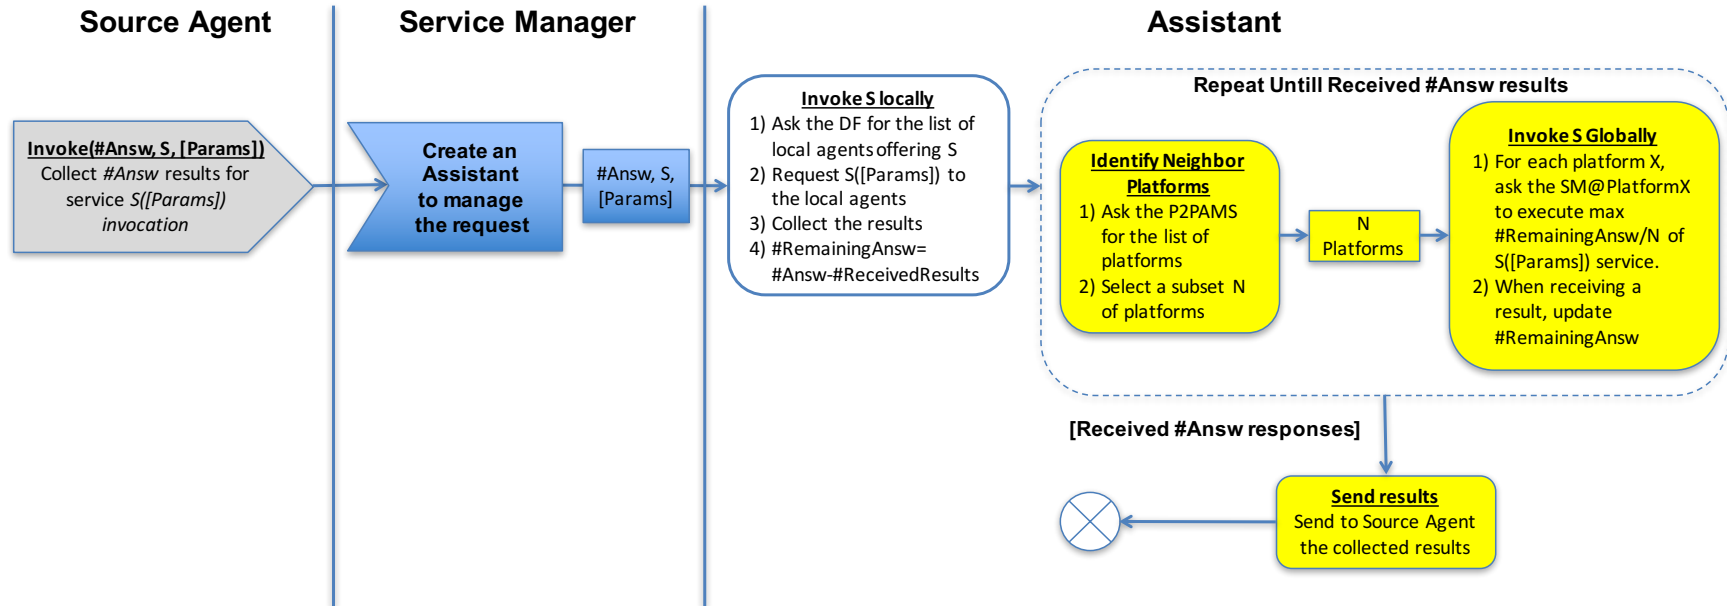 Source Agent
Service Manager
Assistant
Invoke(#Answ, S, [Params])
Collect #Answ results for
service S([Params])
invocation
Create an
Assistant
to manage
the request
#Answ, S,
[Params]
Invoke S locally
1) Ask the DF for the list of
local agents offering S
2) Request S([Params]) to
the local agents
3) Collect the results
4) #RemainingAnsw=
#Answ-#ReceivedResults
Repeat Untill Received #Answ results
Identify Neighbor
Platforms
1) Ask the P2PAMS
for the list of
platforms
2) Select a subset N
of platforms
N
Platforms
Invoke S Globally
1) For each platform X,
ask the SM@PlatformX
to execute max
#RemainingAnsw/N of
S([Params]) service.
2) When receiving a
result, update
#RemainingAnsw
[Received #Answ responses]
Send results
Send to Source Agent
the collected results